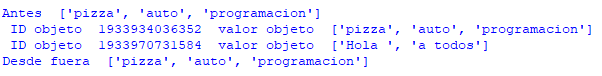 Antes  ['pizza', 'auto', 'programacion']
  ID objeto  1933934036352  valor objeto  ['pizza', 'auto', 'programacion']
  ID objeto  1933970731584  valor objeto  ['Hola ', 'a todos']
Desde fuera  ['pizza', 'auto', 'programacion']